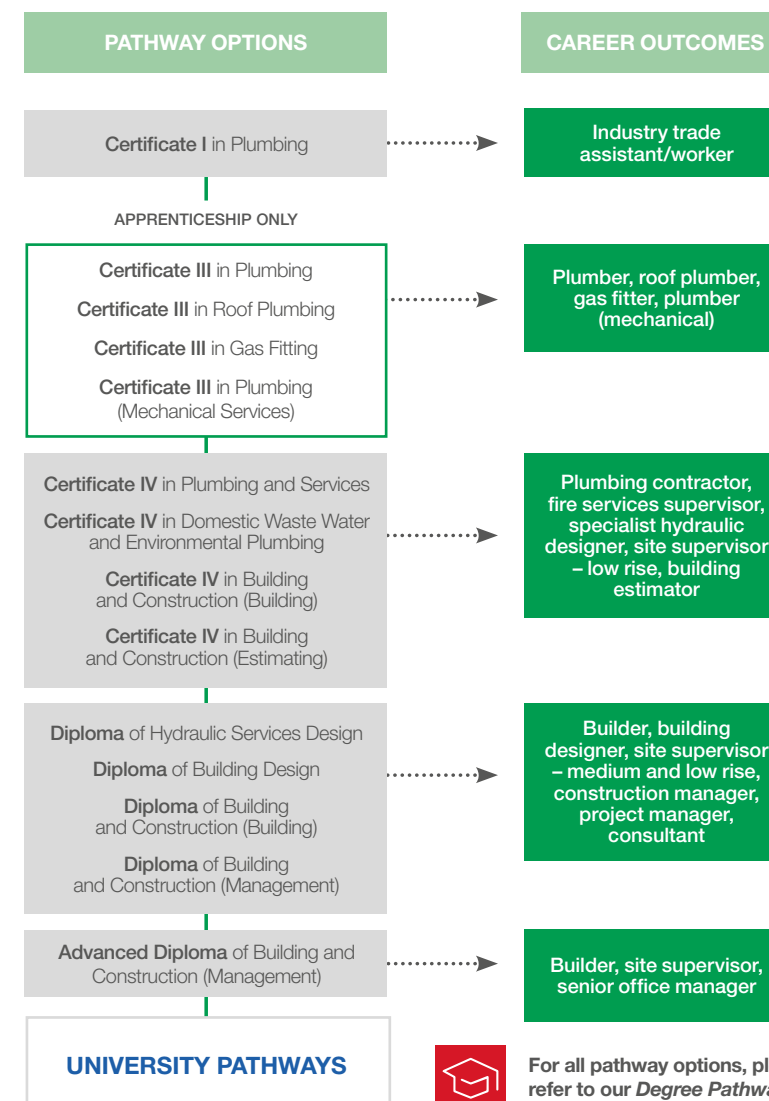 PATHWAY OPTIONS
CAREER OUTCOMES
Certificate I in Plumbing
Industry trade
assistant/worker
APPRENTICESHIP ONLY
Certificate III in Plumbing
Certificate III in Roof Plumbing
Certificate III in Gas Fitting
Certificate III in Plumbing
(Mechanical Services)
Plumber, roof plumber,
gas fitter, plumber
(mechanical)
Certificate IV in Plumbing and Services
Certificate IV in Domestic Waste Water
and Environmental Plumbing
Certificate IV in Building
and Construction (Building)
Certificate IV in Building
and Construction (Estimating)
Plumbing contractor,
fire services supervisor,
specialist hydraulic
designer, site supervisor
– low rise, building
estimator
Diploma of Hydraulic Services Design
Diploma of Building Design
Diploma of Building
and Construction (Building)
Diploma of Building
and Construction (Management)
Builder, building
designer, site supervisor
– medium and low rise,
construction manager,
project manager,
consultant
Advanced Diploma of Building and
Construction (Management)
Builder, site supervisor,
senior office manager
UNIVERSITY PATHWAYS
For all pathway options,
refer to our Degree